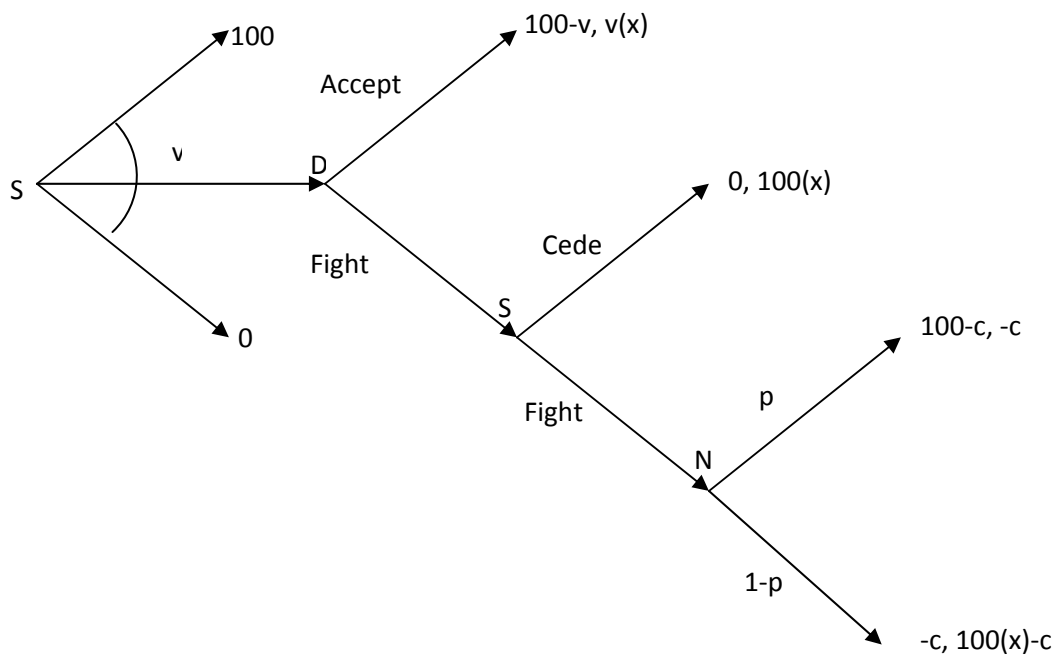 100
100-v, v(x)
Accept
v
D
S
0, 100(x)
Cede
Fight
S
0
100-c, -c
p
Fight
N
1-p
-c, 100(x)-c